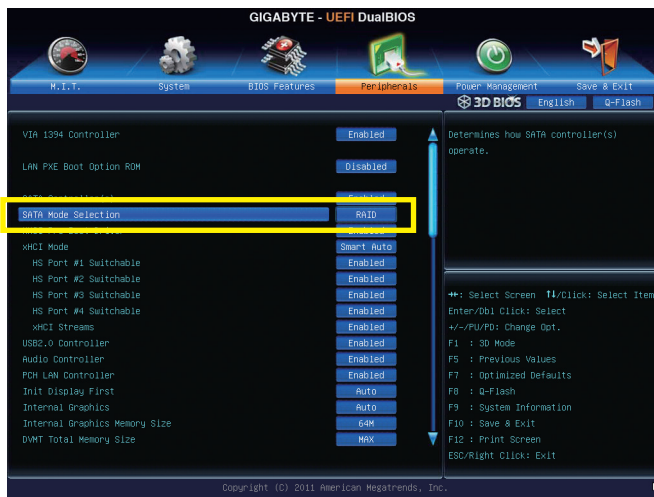 GIGABYTE - UEFI DualBIOS
M.I.T. System BIOS Features Peripherals Power Management Save & Exit
3D BIOS English Q-Flash
VIA 1394 Controller Enabled
LAN PXE Boot Option ROM Disabled
SATA Mode Selection RAID
xHCI Mode Smart Auto
HS Port #1 Switchable Enabled
HS Port #2 Switchable Enabled
HS Port #3 Switchable Enabled
HS Port #4 Switchable Enabled
xHCI Streams Enabled
USB2.0 Controller Enabled
Audio Controller Enabled
PCH LAN Controller Enabled
Init Display First Auto
Internal Graphics Auto
Internal Graphics Memory Size 64M
DVMT Total Memory Size MAX
Determines how SATA controller(s)
operate.
: Select Screen ↑↓/Click: Select Item
Enter/Dbl Click: Select
+/-/PU/PD: Change Opt.
F1 : 3D Mode
F5 : Previous Values
F7 : Optimized Defaults
F8 : Q-Flash
F9 : System Information
F10 : Save & Exit
F12 : Print Screen
ESC/Right Click: Exit
Copyright (C) 2011 American Megatrends, Inc.